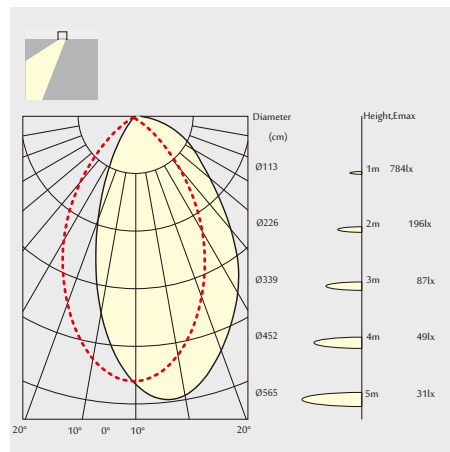 Diameter Height,Emax
(cm)
Ø113 1m 784lx
Ø226 2m 196lx
Ø339 3m 87lx
Ø452 4m 49lx
Ø565 5m 31lx
20° 10° 0° 10° 20°